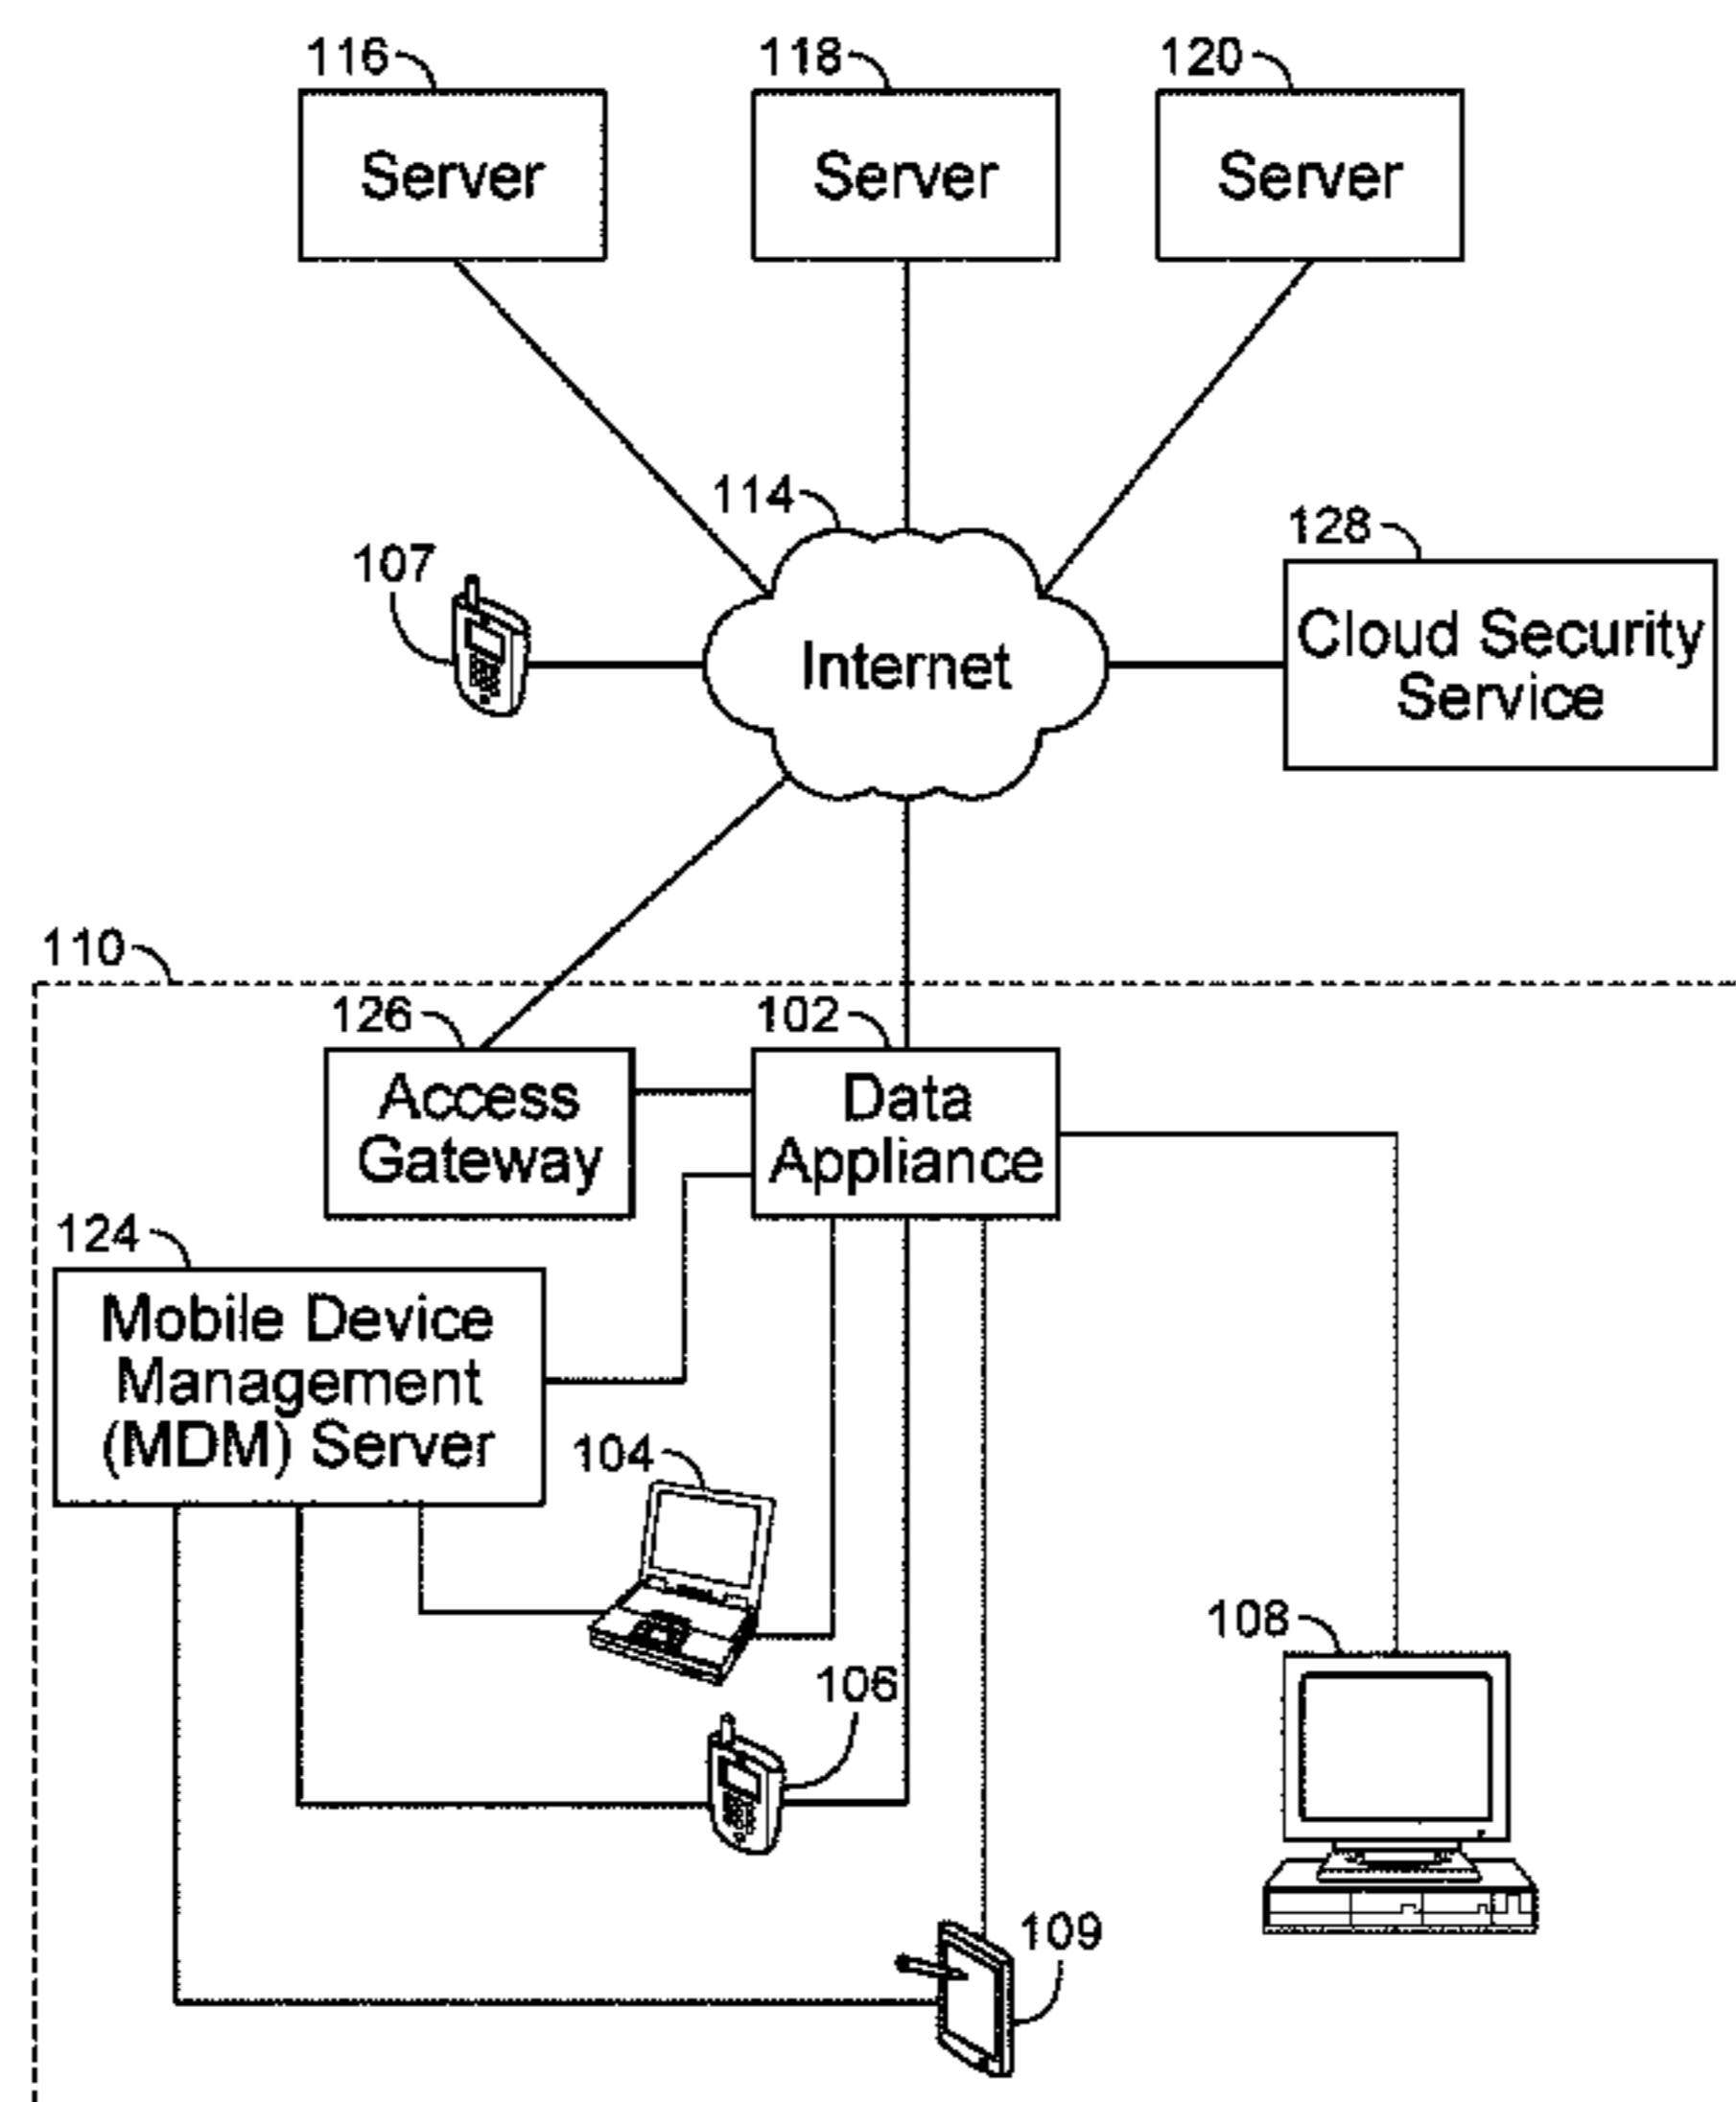 116
118
120
Server
Server
Server
114
128
107
Internet
Cloud Security
Service
110
126
102
Access
Gateway
Data
Appliance
124
Mobile Device
Management
(MDM) Server
104
108
106
109